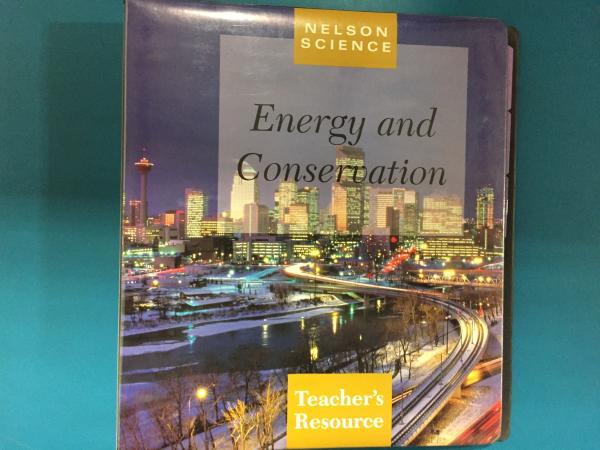 NELSON
SCIENCE
Energy and
Conservation
Teacher's
Resource